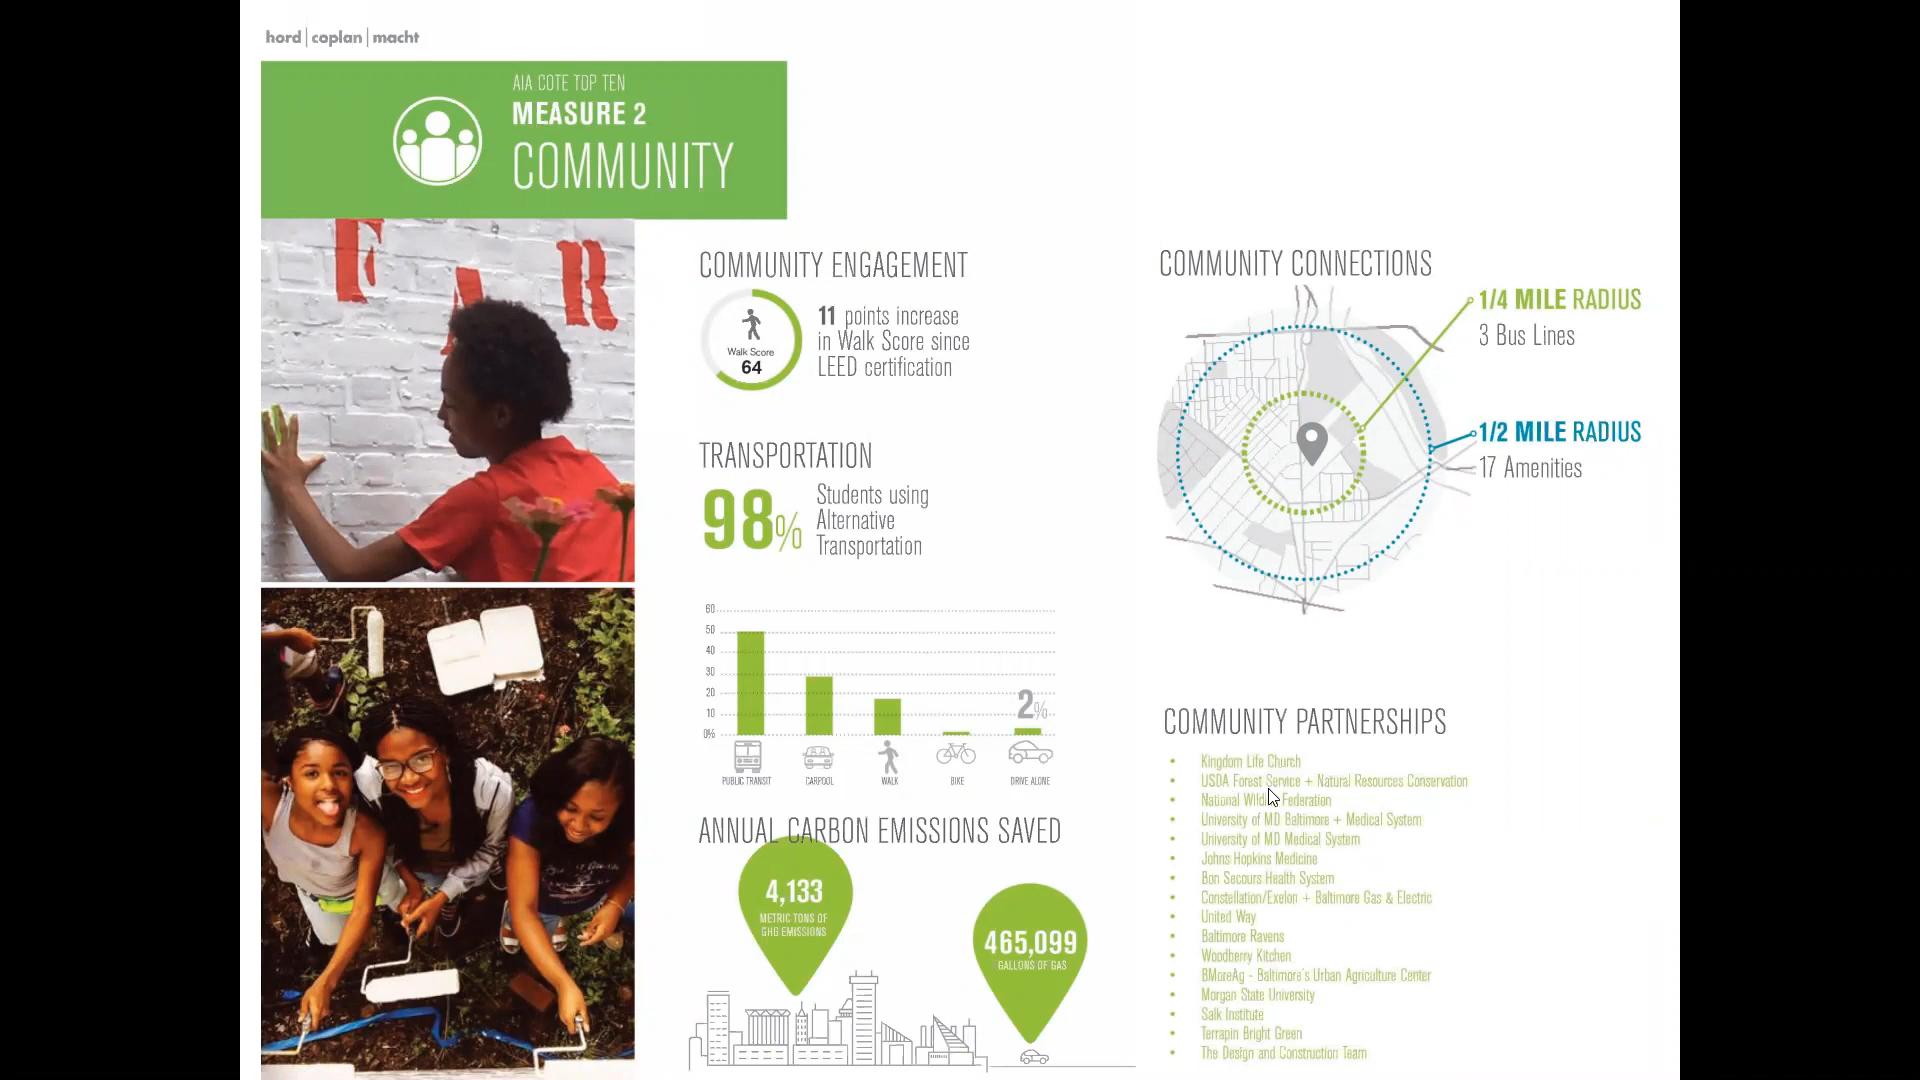 hord | coplan | macht
AIA COTE TOP TEN
MEASURE 2
COMMUNITY
F A R
COMMUNITY ENGAGEMENT
Walk Score
64
11 points increase
in Walk Score since
LEED certification
TRANSPORTATION
98%
Students using
Alternative
Transportation
60
50
40
30
20
10
0%
2%
PUBLIC TRANSIT
CARPOOL
WALK
BIKE
DRIVE ALONE
ANNUAL CARBON EMISSIONS SAVED
4,133
METRIC TONS OF
GHG EMISSIONS
465,099
GALLONS OF GAS
COMMUNITY CONNECTIONS
1/4 MILE RADIUS
3 Bus Lines
1/2 MILE RADIUS
17 Amenities
COMMUNITY PARTNERSHIPS
• Kingdom Life Church
• USDA Forest Service + Natural Resources Conservation
• National Federation
• University of MD Baltimore + Medical System
• University of MD Medical System
• Johns Hopkins Medicine
• Bon Secours Health System
• Constellation/Exelon + Baltimore Gas & Electric
• United Way
• Baltimore Ravens
• Woodberry Kitchen
• BMoreAg - Baltimore's Urban Agriculture Center
• Morgan State University
• Salk Institute
• Terrapin Bright Green
• The Design and Construction Team